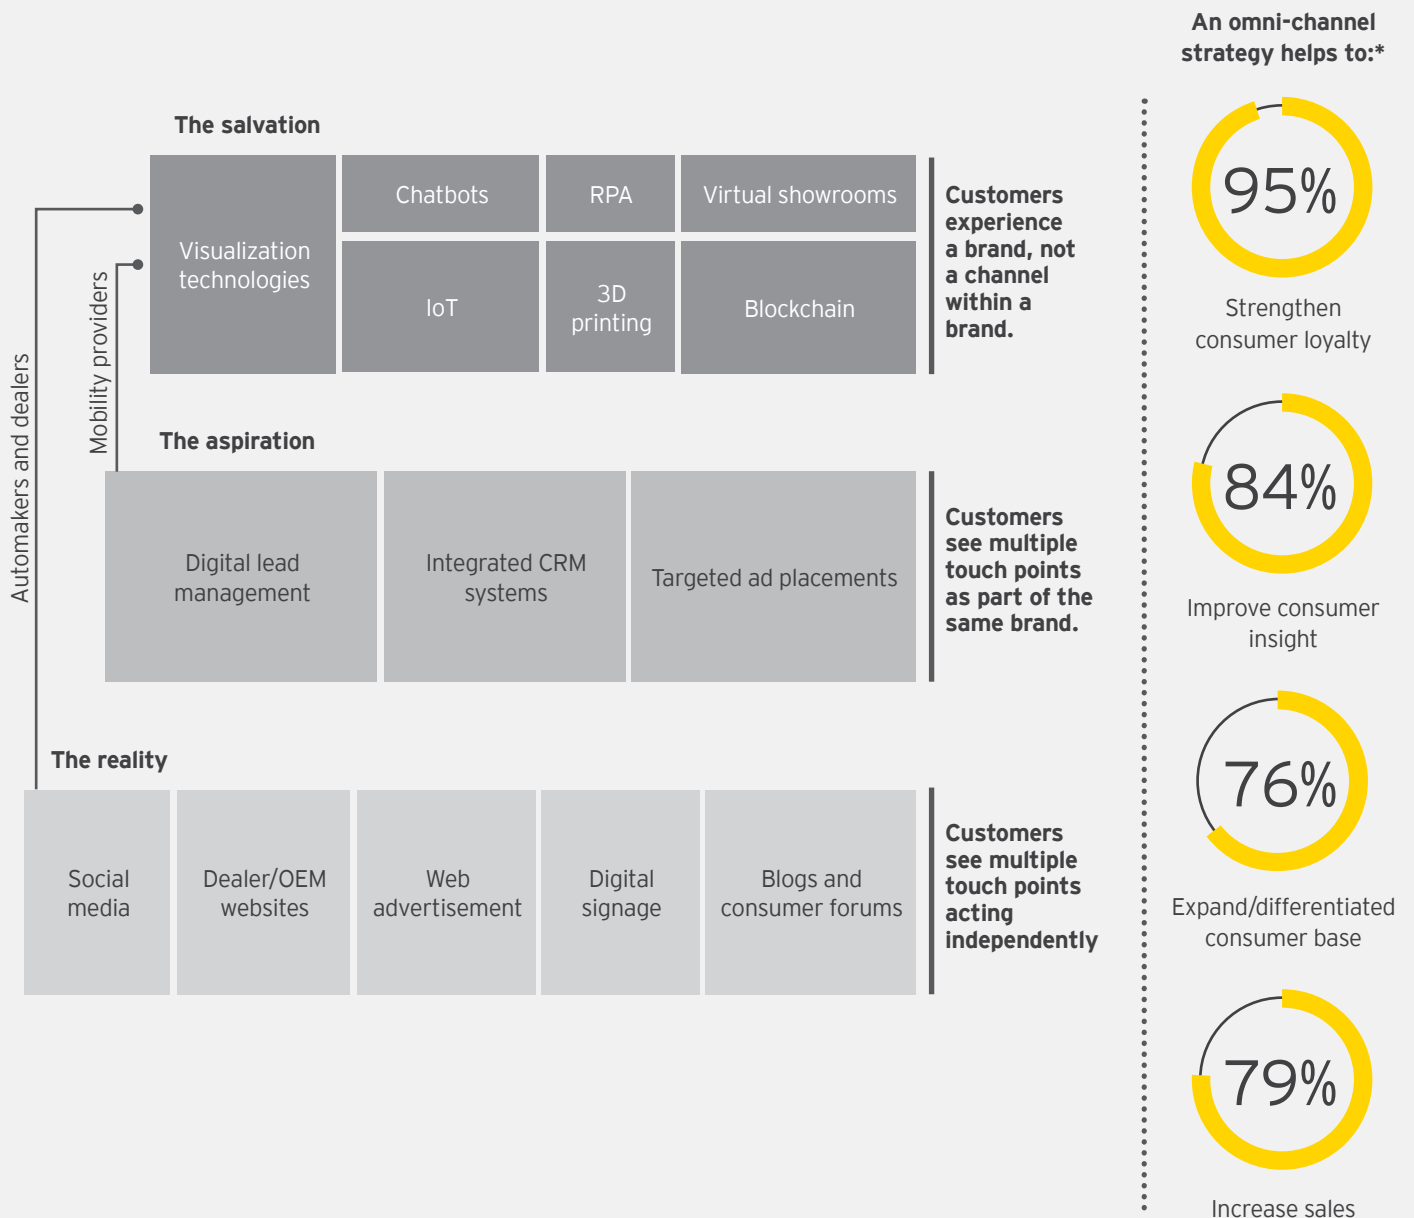 An omni-channel
strategy helps to:*
The salvation
Visualization
technologies
Chatbots
RPA
Virtual showrooms
IoT
3D
printing
Blockchain
Customers
experience
a brand, not
a channel
within a
brand.
Automakers and dealers
Mobility providers
The aspiration
Digital lead
management
Integrated CRM
systems
Targeted ad placements
Customers
see multiple
touch points
as part of the
same brand.
The reality
Social
media
Dealer/OEM
websites
Web
advertisement
Digital
signage
Blogs and
consumer forums
Customers
see multiple
touch points
acting
independently
95%
Strengthen
consumer loyalty
84%
Improve consumer
insight
76%
Expand/differentiated
consumer base
79%
Increase sales